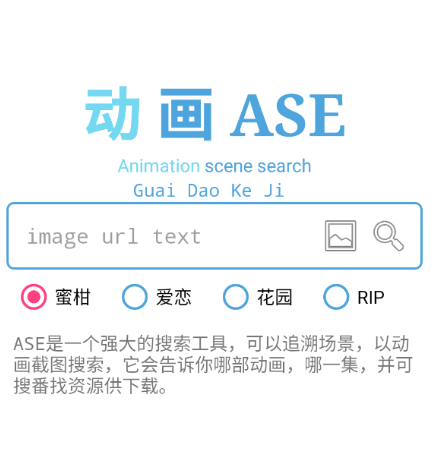 动 画 ASE
Animation scene search
Guai Dao Ke Ji
image url text
蜜柑 爱恋 花园 RIP
ASE是一个强大的搜索工具，可以追溯场景，以动
画截图搜索，它会告诉你哪部动画，哪一集，并可
搜番找资源供下载。